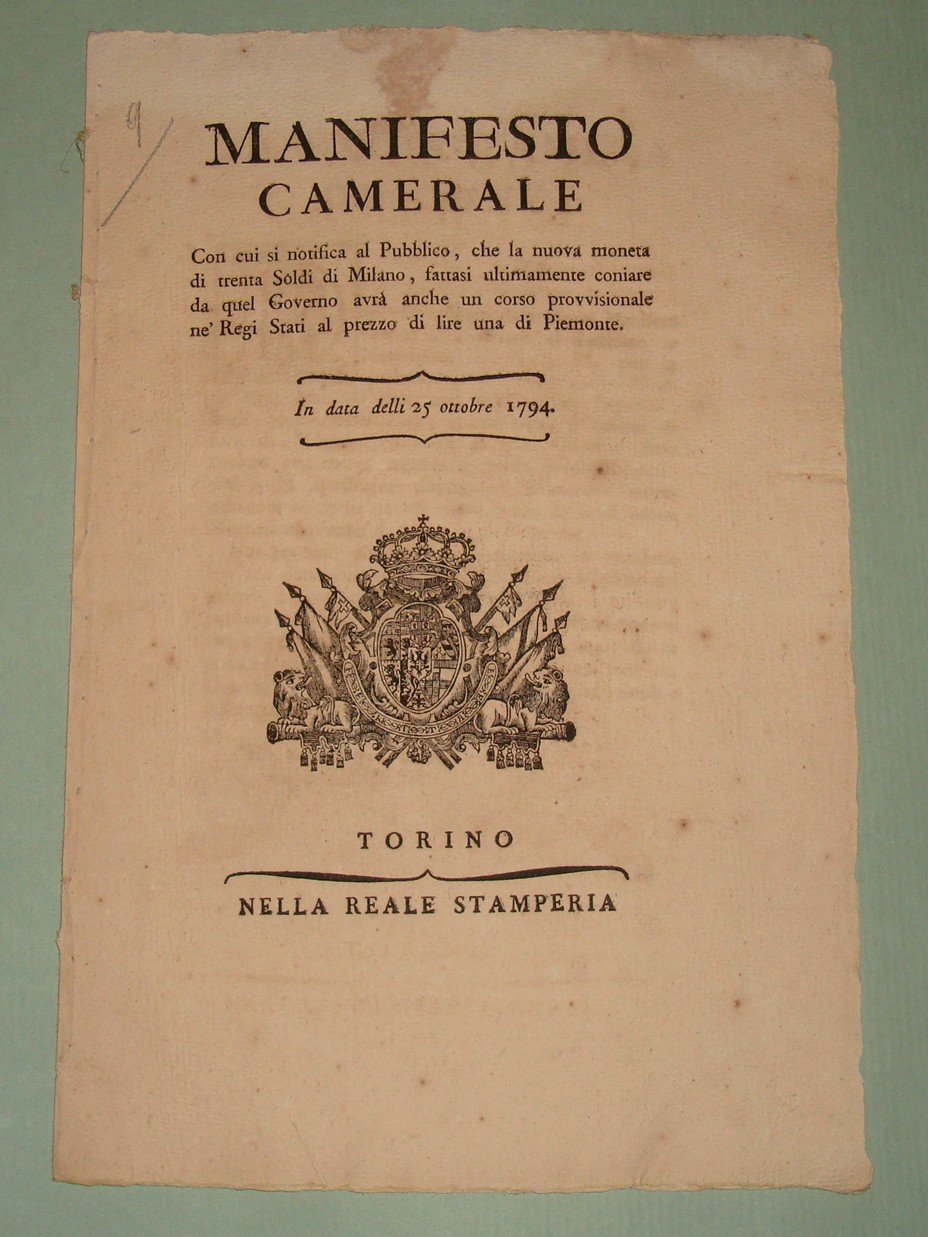 9
MANIFESTO
CAMERALE
Con cui si notifica al Pubblico, che la nuova moneta
di trenta Soldi di Milano, fattasi ultimamente coniare
da quel Governo avrà anche un corso provvisionale
ne' Regi Stati al prezzo di lire una di Piemonte.
In data delli 25 ottobre 1794.
TORINO
NELLA REALE STAMPERIA